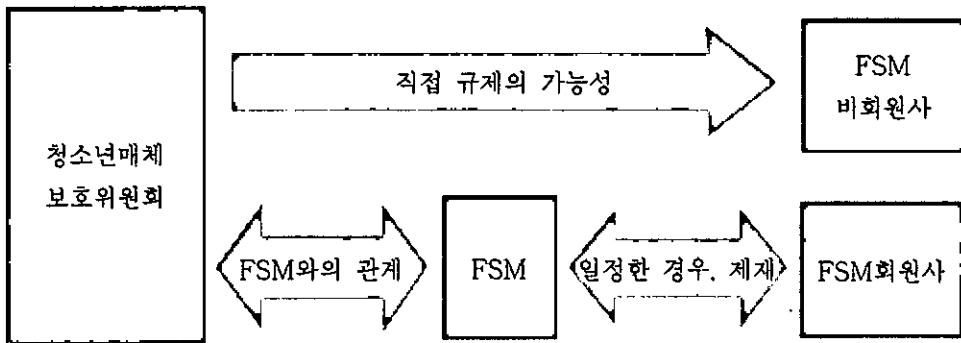 직접 규제의 가능성
FSM
비회원사
청소년매체
보호위원회
FSM와의 관계
FSM
일정한 경우, 제재
FSM회원사